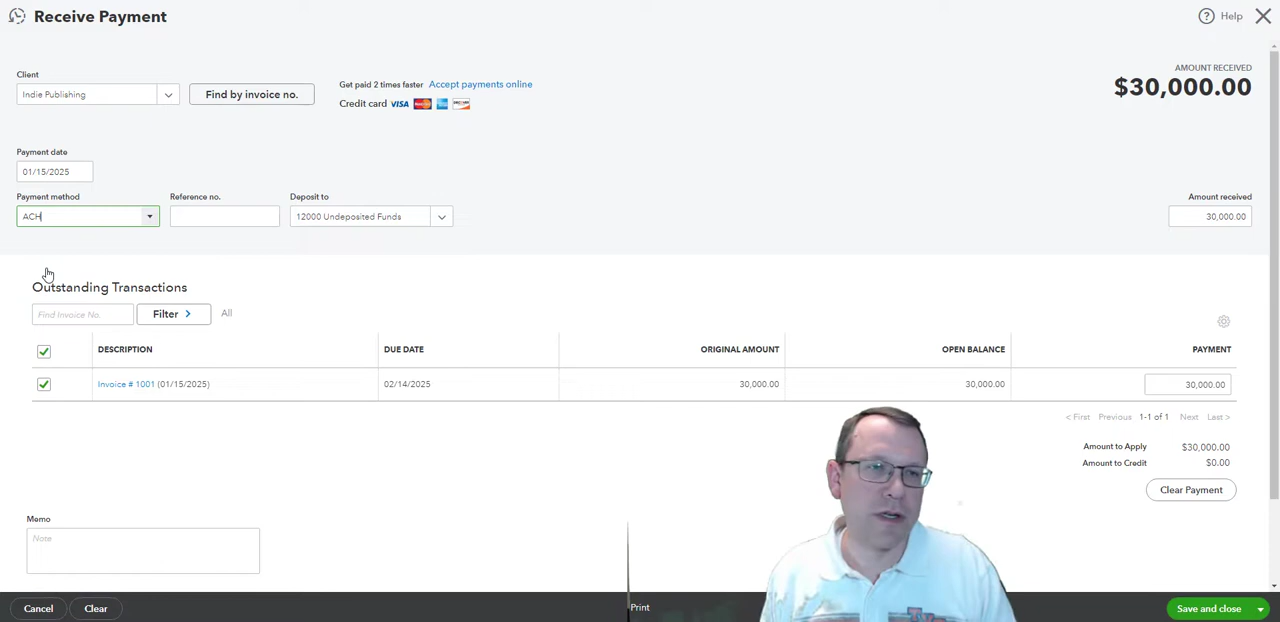 Receive Payment
Help
Client
Indie Publishing
Find by invoice no.
Get paid 2 times faster Accept payments online
Credit card VISA
AMOUNT RECEIVED
$30,000.00
Payment date
01/15/2025
Payment method
Reference no.
Deposit to
Amount received
ACH
12000 Undeposited Funds
30,000.00
Outstanding Transactions
Find Invoice No.
Filter >
All
DESCRIPTION DUE DATE ORIGINAL AMOUNT OPEN BALANCE PAYMENT
Invoice # 1001 (01/15/2025) 02/14/2025 30,000.00 30,000.00 30,000.00
< First Previous 1-1 of 1 Next Last >
Amount to Apply $30,000.00
Amount to Credit $0.00
Clear Payment
Memo
Note
Cancel
Clear
Print
Save and close